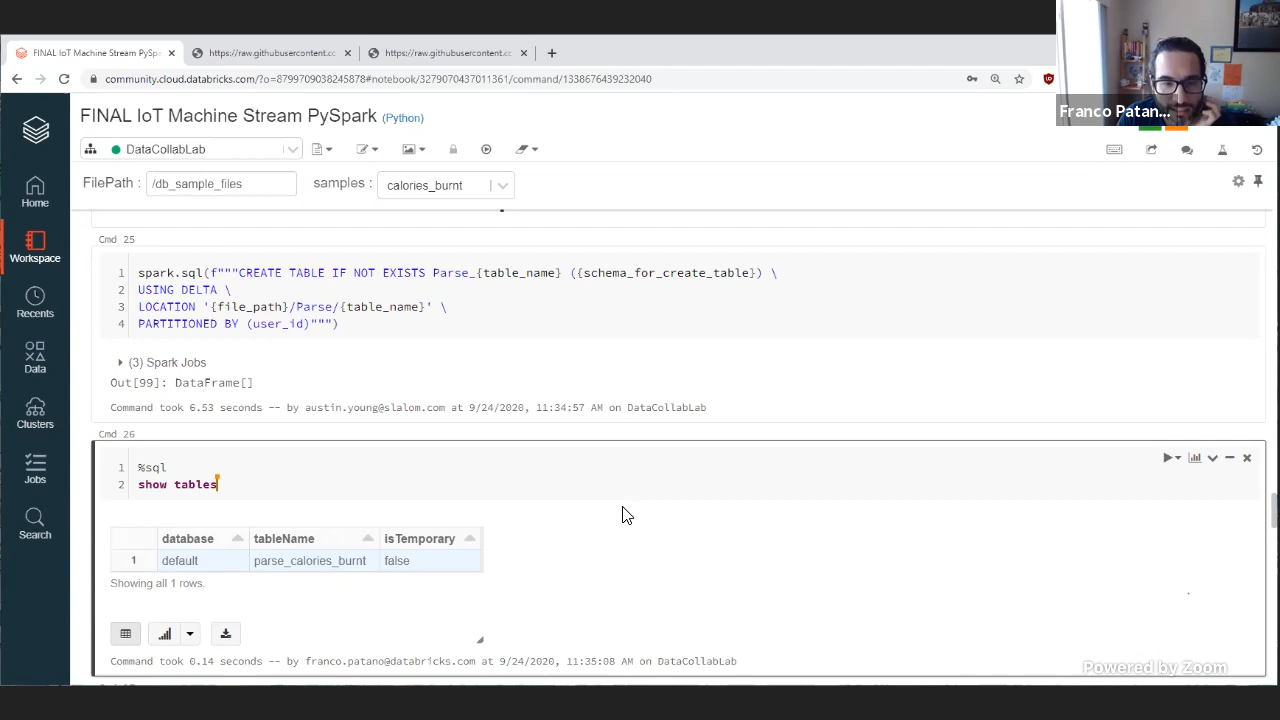 FINAL IoT Machine Stream PySpa
https://raw.githubusercontent.cc
https://raw.githubusercontent.cc
community.cloud.databricks.com/?o=8799709038245878#notebook/3279070437011361/command/1338676439232040
Franco Patan...
FINAL IoT Machine Stream PySpark (Python)
DataCollabLab
FilePath : /db_sample_files samples : calories_burnt
Home
Workspace
Recents
Data
Clusters
Jobs
Search
Cmd 25
1 spark.sql(f"""CREATE TABLE IF NOT EXISTS Parse_{table_name} ({schema_for_create_table}) \
2 USING DELTA \
3 LOCATION '{file_path}/Parse/{table_name}' \
4 PARTITIONED BY (user_id)""")
(3) Spark Jobs
Out[99]: DataFrame[]
Command took 6.53 seconds -- by austin.young@slalom.com at 9/24/2020, 11:34:57 AM on DataCollabLab
Cmd 26
1 %sql
2 show tables
database tableName isTemporary
1 default parse_calories_burnt false
Showing all 1 rows.
Command took 0.14 seconds -- by franco.patano@databricks.com at 9/24/2020, 11:35:08 AM on DataCollabLab
Powered by Zoom